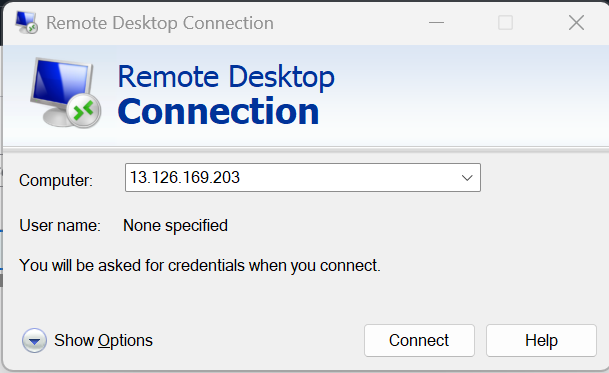 Remote Desktop Connection
Remote Desktop
Connection
Computer: 13.126.169.203
User name: None specified
You will be asked for credentials when you connect.
Show Options Connect Help